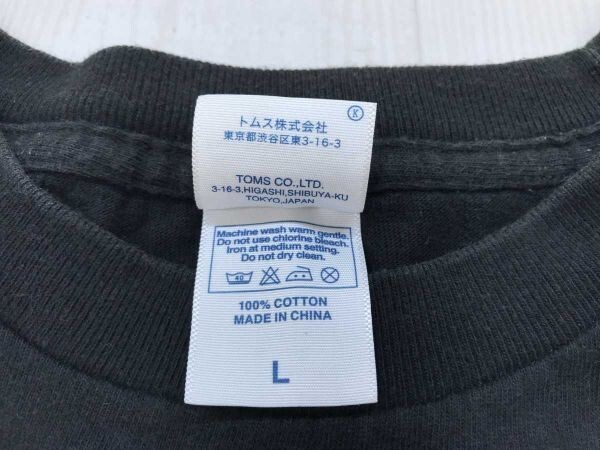 Ⓚ
トムス株式会社
東京都渋谷区東3-16-3
TOMS CO.,LTD.
3-16-3,HIGASHI,SHIBUYA-KU
TOKYO,JAPAN
Machine wash warm gentle.
Do not use chlorine bleach.
Iron at medium setting.
Do not dry clean.
40
100% COTTON
MADE IN CHINA
L